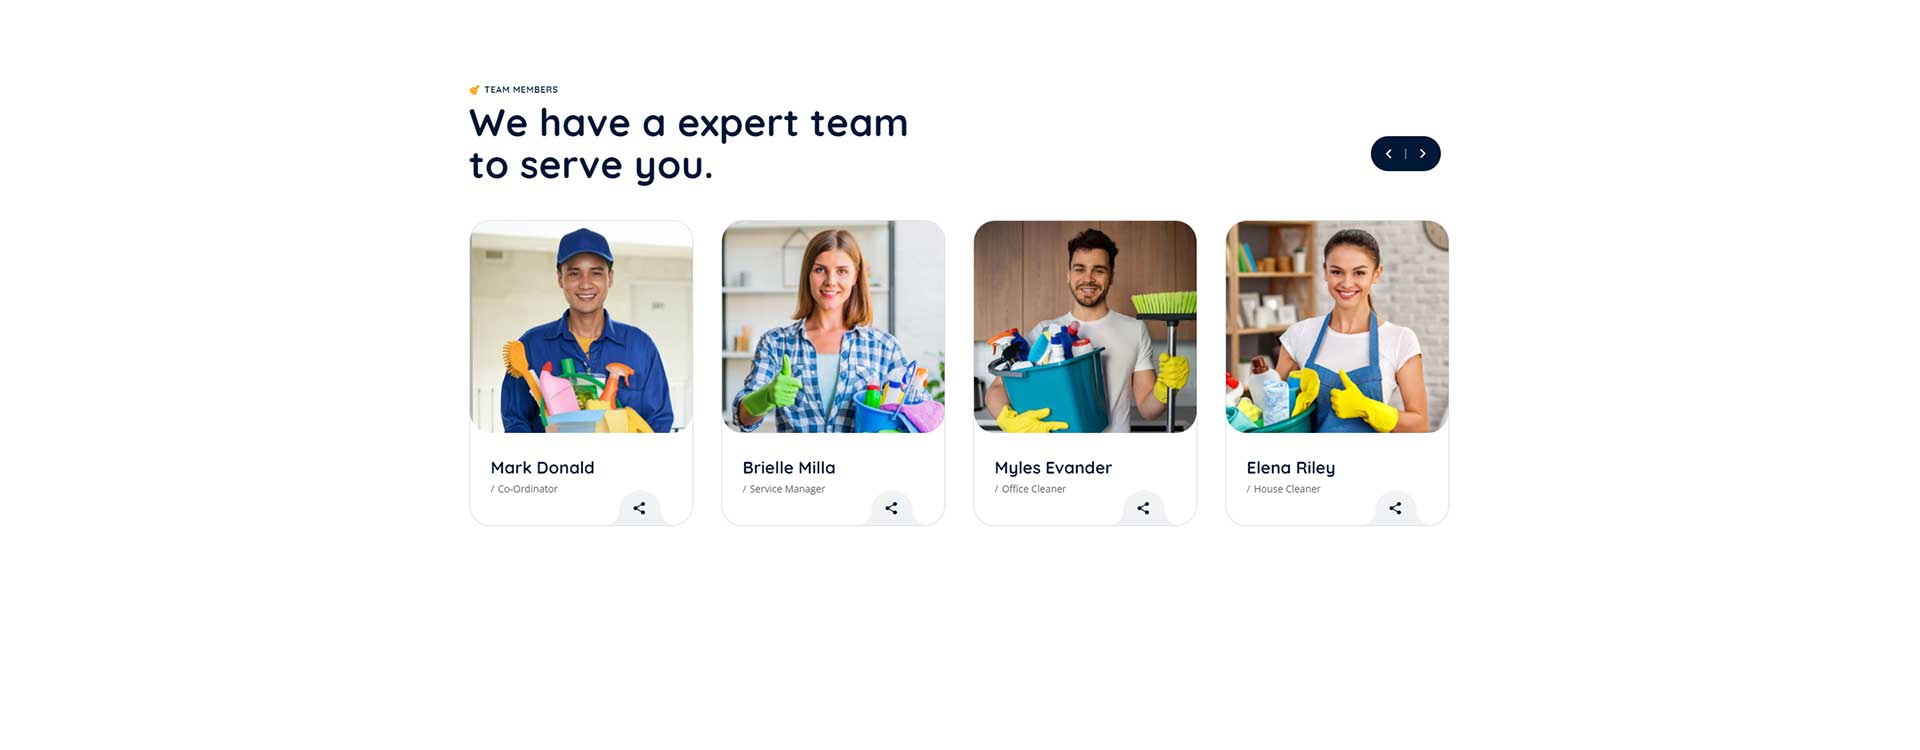 TEAM MEMBERS
We have a expert team
to serve you.
Mark Donald
/ Co-Ordinator
Brielle Milla
/ Service Manager
Myles Evander
/ Office Cleaner
Elena Riley
/ House Cleaner